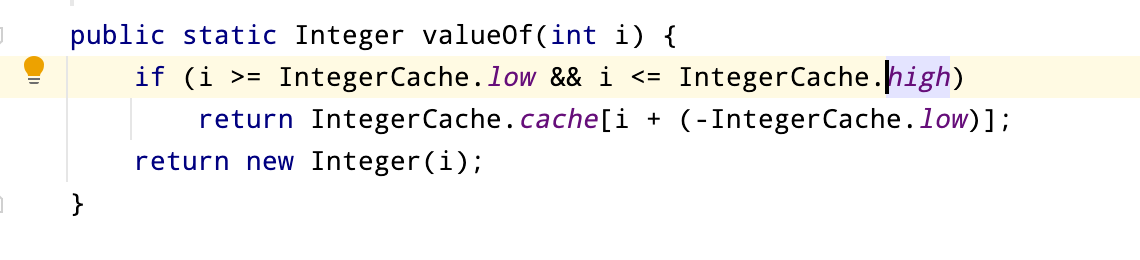 public static Integer valueOf(int i) {
    if (i >= IntegerCache.low && i <= IntegerCache.high)
        return IntegerCache.cache[i + (-IntegerCache.low)];
    return new Integer(i);
}